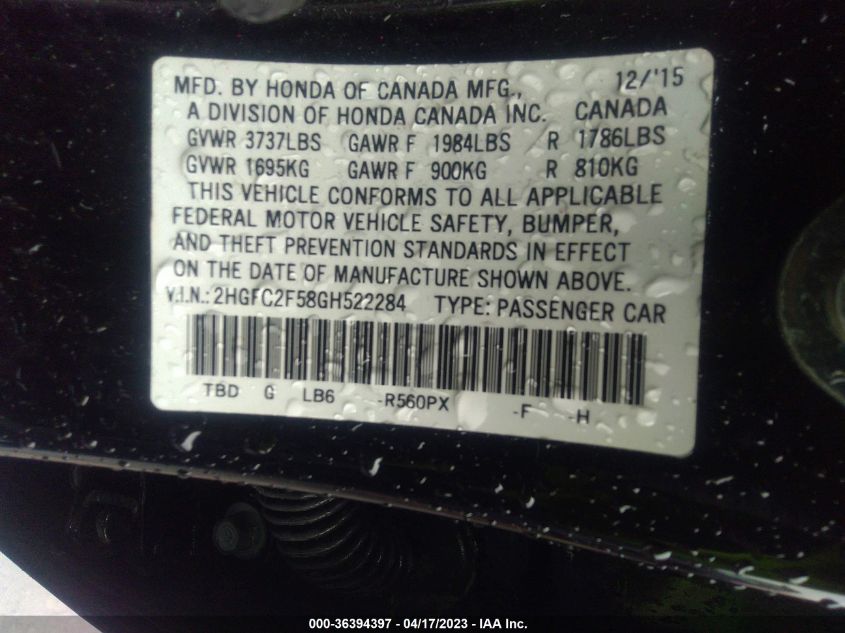 MFD. BY HONDA OF CANADA MFG., 12/'15
A DIVISION OF HONDA CANADA INC. CANADA
GVWR 3737LBS GAWR F 1984LBS R 1786LBS
GVWR 1695KG GAWR F 900KG R 810KG
THIS VEHICLE CONFORMS TO ALL APPLICABLE
FEDERAL MOTOR VEHICLE SAFETY, BUMPER,
AND THEFT PREVENTION STANDARDS IN EFFECT
ON THE DATE OF MANUFACTURE SHOWN ABOVE.
V.I.N.: 2HGFC2F58GH522284 TYPE: PASSENGER CAR
TBD G LB6 -R560PX -F -H
000-36394397 - 04/17/2023 - IAA Inc.